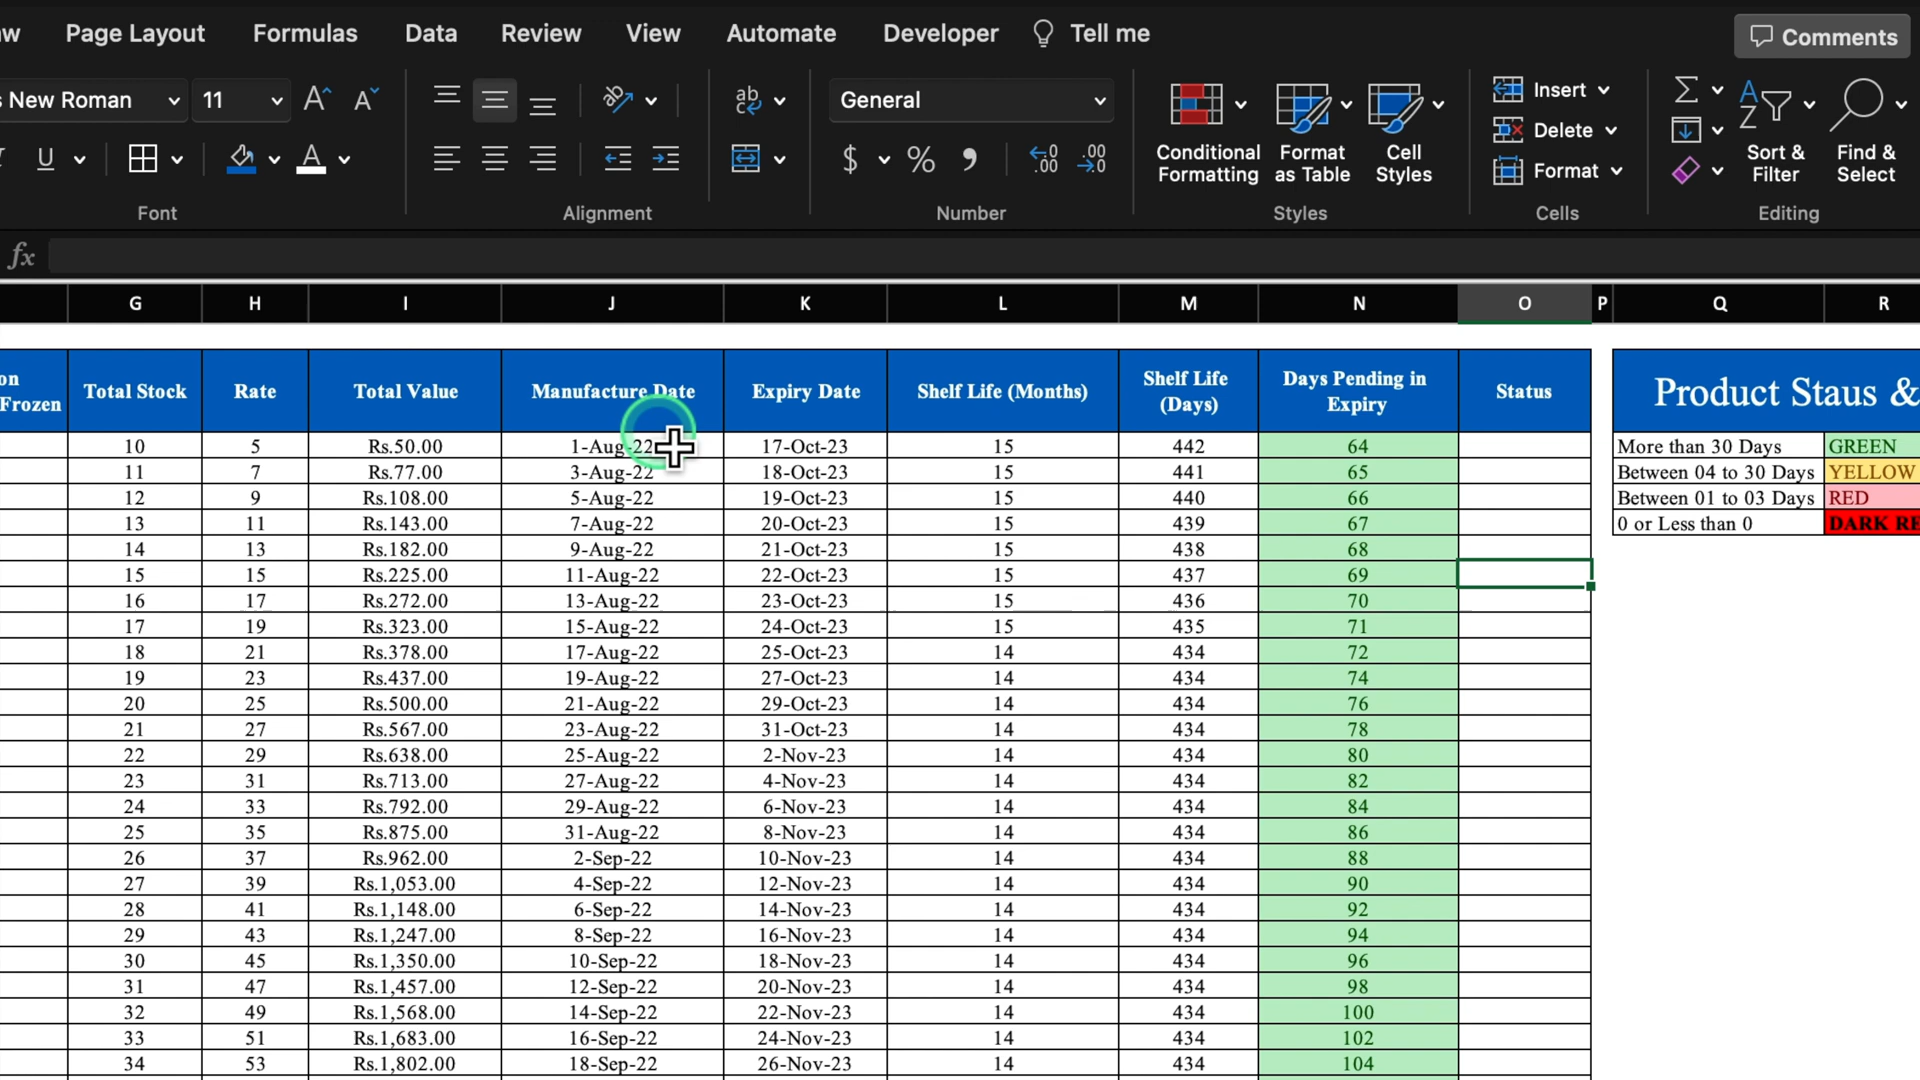 w Page Layout Formulas Data Review View Automate Developer Tell me Comments
s New Roman 11 A^ A˅ ab General Insert
U A $ % 9 .00 .00 Conditional Formatting Format as Table Cell Styles Delete Format Sort & Filter Find & Select
Font Alignment Number Styles Cells Editing
fx
G H I J K L M N O P Q R
on Frozen Total Stock Rate Total Value Manufacture Date Expiry Date Shelf Life (Months) Shelf Life (Days) Days Pending in Expiry Status Product Staus &
10 5 Rs.50.00 1-Aug-22 17-Oct-23 15 442 64 More than 30 Days GREEN
11 7 Rs.77.00 3-Aug-22 18-Oct-23 15 441 65 Between 04 to 30 Days YELLOW
12 9 Rs.108.00 5-Aug-22 19-Oct-23 15 440 66 Between 01 to 03 Days RED
13 11 Rs.143.00 7-Aug-22 20-Oct-23 15 439 67 0 or Less than 0 DARK RE
14 13 Rs.182.00 9-Aug-22 21-Oct-23 15 438 68
15 15 Rs.225.00 11-Aug-22 22-Oct-23 15 437 69
16 17 Rs.272.00 13-Aug-22 23-Oct-23 15 436 70
17 19 Rs.323.00 15-Aug-22 24-Oct-23 15 435 71
18 21 Rs.378.00 17-Aug-22 25-Oct-23 14 434 72
19 23 Rs.437.00 19-Aug-22 27-Oct-23 14 434 74
20 25 Rs.500.00 21-Aug-22 29-Oct-23 14 434 76
21 27 Rs.567.00 23-Aug-22 31-Oct-23 14 434 78
22 29 Rs.638.00 25-Aug-22 2-Nov-23 14 434 80
23 31 Rs.713.00 27-Aug-22 4-Nov-23 14 434 82
24 33 Rs.792.00 29-Aug-22 6-Nov-23 14 434 84
25 35 Rs.875.00 31-Aug-22 8-Nov-23 14 434 86
26 37 Rs.962.00 2-Sep-22 10-Nov-23 14 434 88
27 39 Rs.1,053.00 4-Sep-22 12-Nov-23 14 434 90
28 41 Rs.1,148.00 6-Sep-22 14-Nov-23 14 434 92
29 43 Rs.1,247.00 8-Sep-22 16-Nov-23 14 434 94
30 45 Rs.1,350.00 10-Sep-22 18-Nov-23 14 434 96
31 47 Rs.1,457.00 12-Sep-22 20-Nov-23 14 434 98
32 49 Rs.1,568.00 14-Sep-22 22-Nov-23 14 434 100
33 51 Rs.1,683.00 16-Sep-22 24-Nov-23 14 434 102
34 53 Rs.1,802.00 18-Sep-22 26-Nov-23 14 434 104